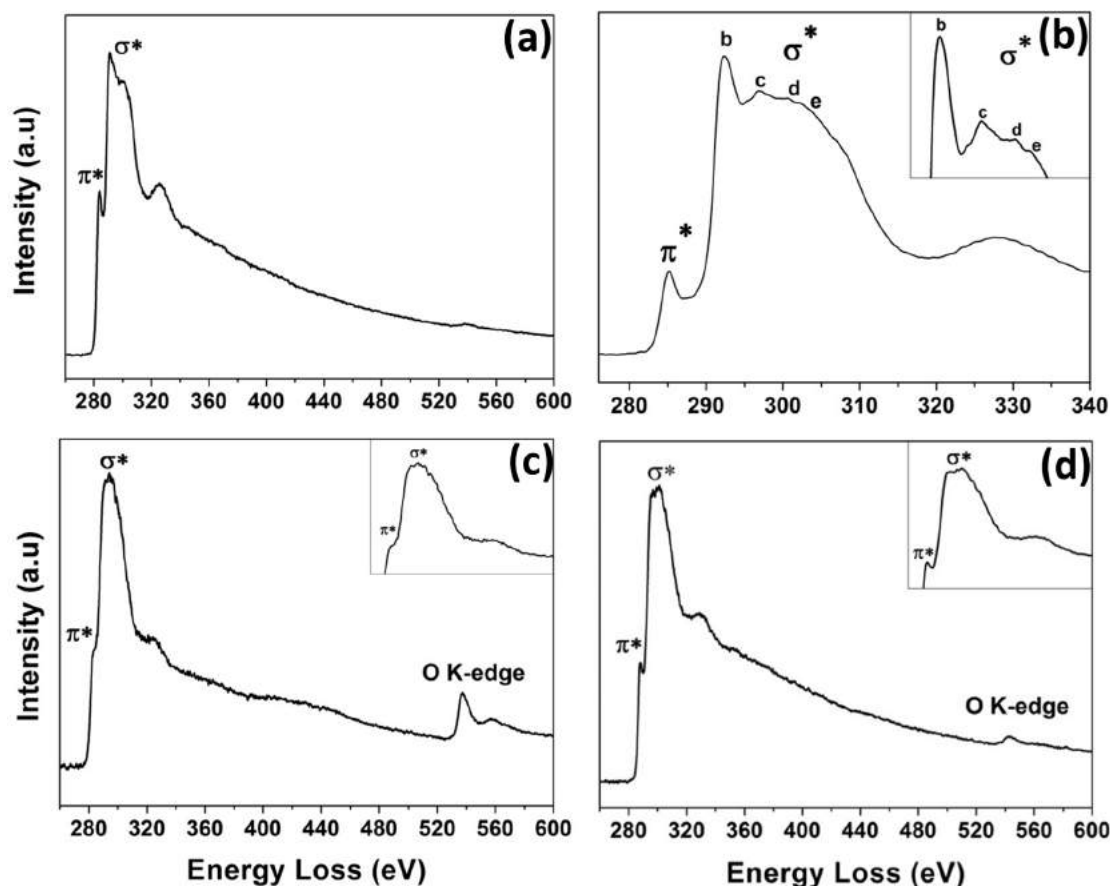 (a)
σ*
π*
Intensity (a.u)
280 320 360 400 440 480 520 560 600
(b)
b
σ*
c
d
e
π*
b
σ*
c
d
e
280 290 300 310 320 330 340
(c)
σ*
π*
O K-edge
σ*
π*
Intensity (a.u)
280 320 360 400 440 480 520 560 600
Energy Loss (eV)
(d)
σ*
π*
O K-edge
σ*
π*
280 320 360 400 440 480 520 560 600
Energy Loss (eV)